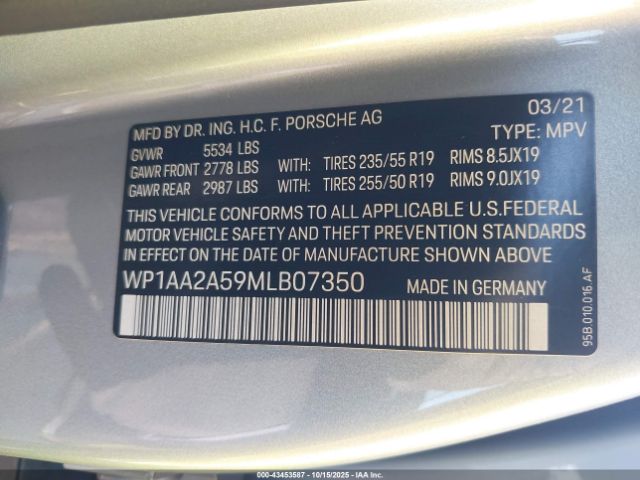 03/21
MFD BY DR. ING. H.C. F. PORSCHE AG
TYPE: MPV
GVWR 5534 LBS
GAWR FRONT 2778 LBS WITH: TIRES 235/55 R19 RIMS 8.5JX19
GAWR REAR 2987 LBS WITH: TIRES 255/50 R19 RIMS 9.0JX19
THIS VEHICLE CONFORMS TO ALL APPLICABLE U.S.FEDERAL
MOTOR VEHICLE SAFETY AND THEFT PREVENTION STANDARDS
IN EFFECT ON THE DATE OF MANUFACTURE SHOWN ABOVE
WP1AA2A59MLB07350 MADE IN GERMANY
95B.010.016.AF
000-43453587 - 10/15/2025 - IAA, Inc.